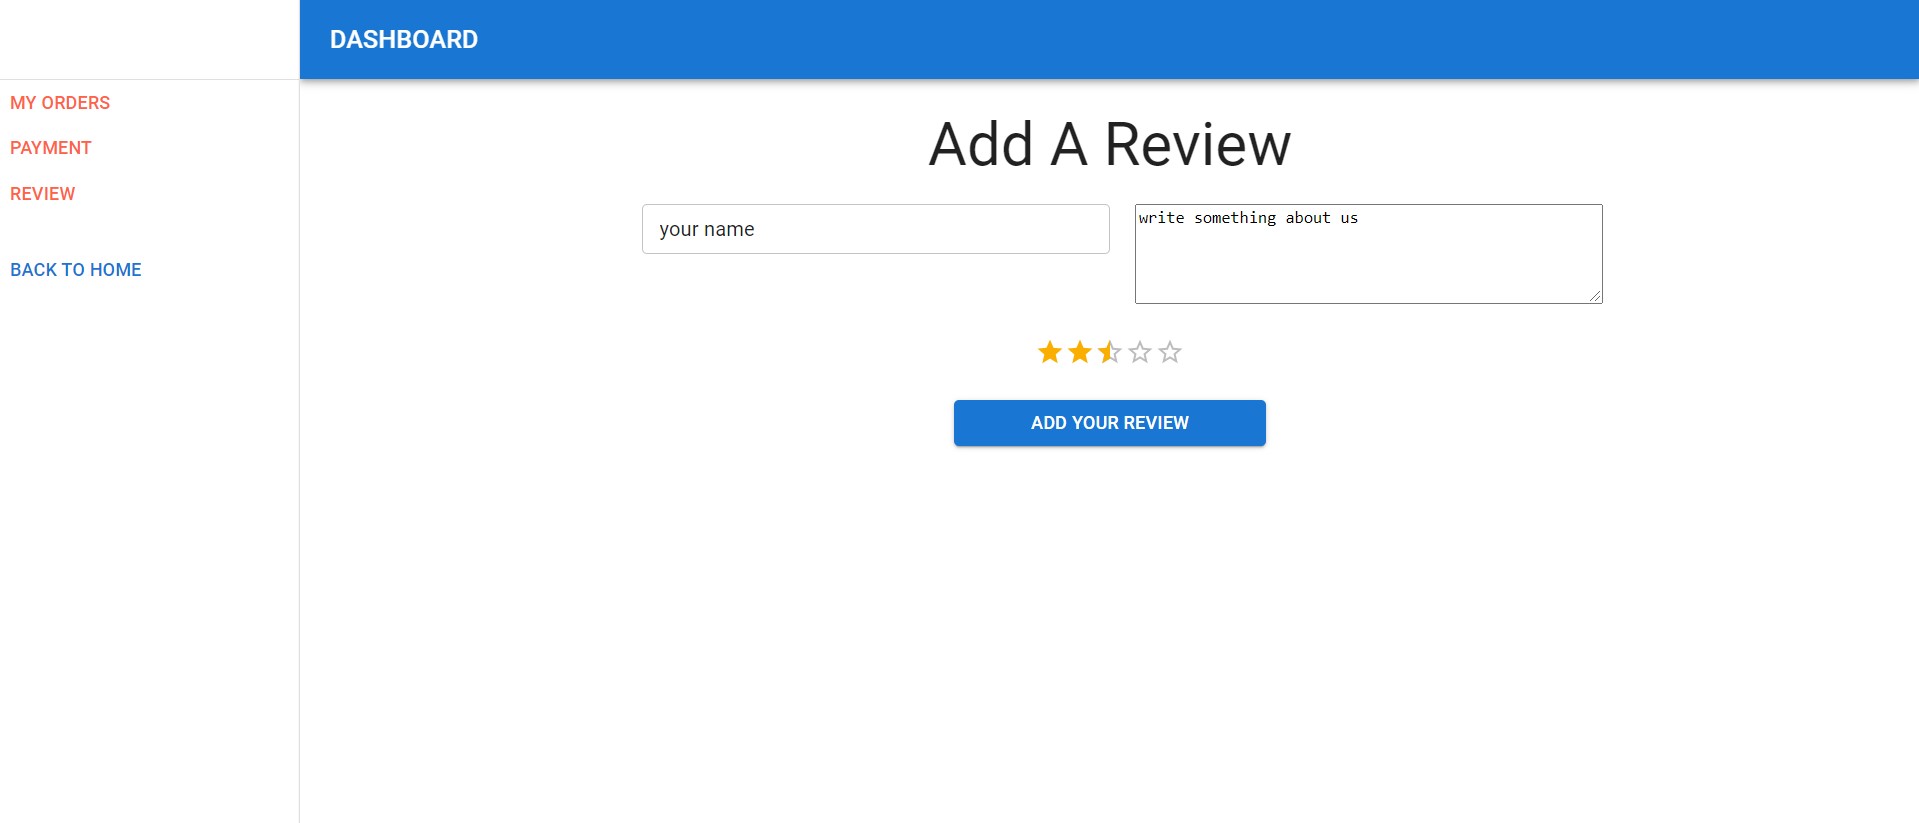 DASHBOARD
MY ORDERS
PAYMENT
REVIEW
BACK TO HOME
Add A Review
your name
write something about us
ADD YOUR REVIEW